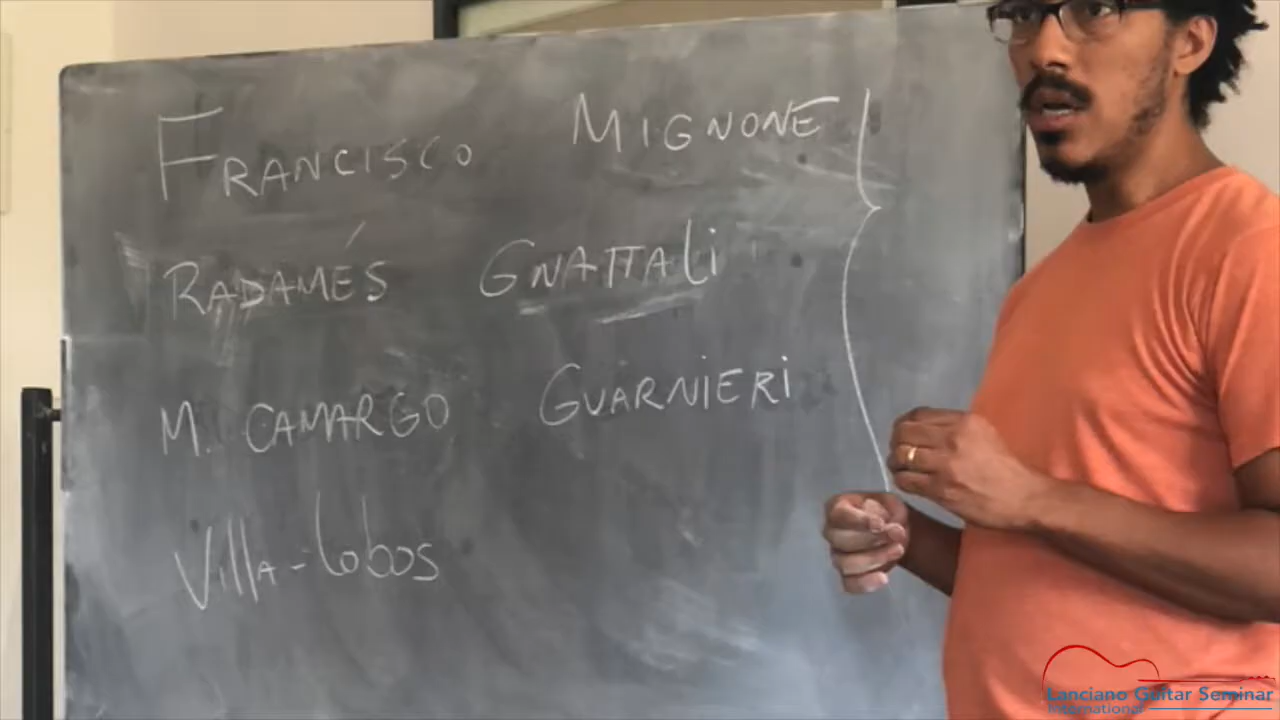 FRANCISCO MIGNONE
RADAMÉS GNATTALI
M. CAMARGO GUARNIERI
VILLA-LOBOS
Lanciano Guitar Seminar
International